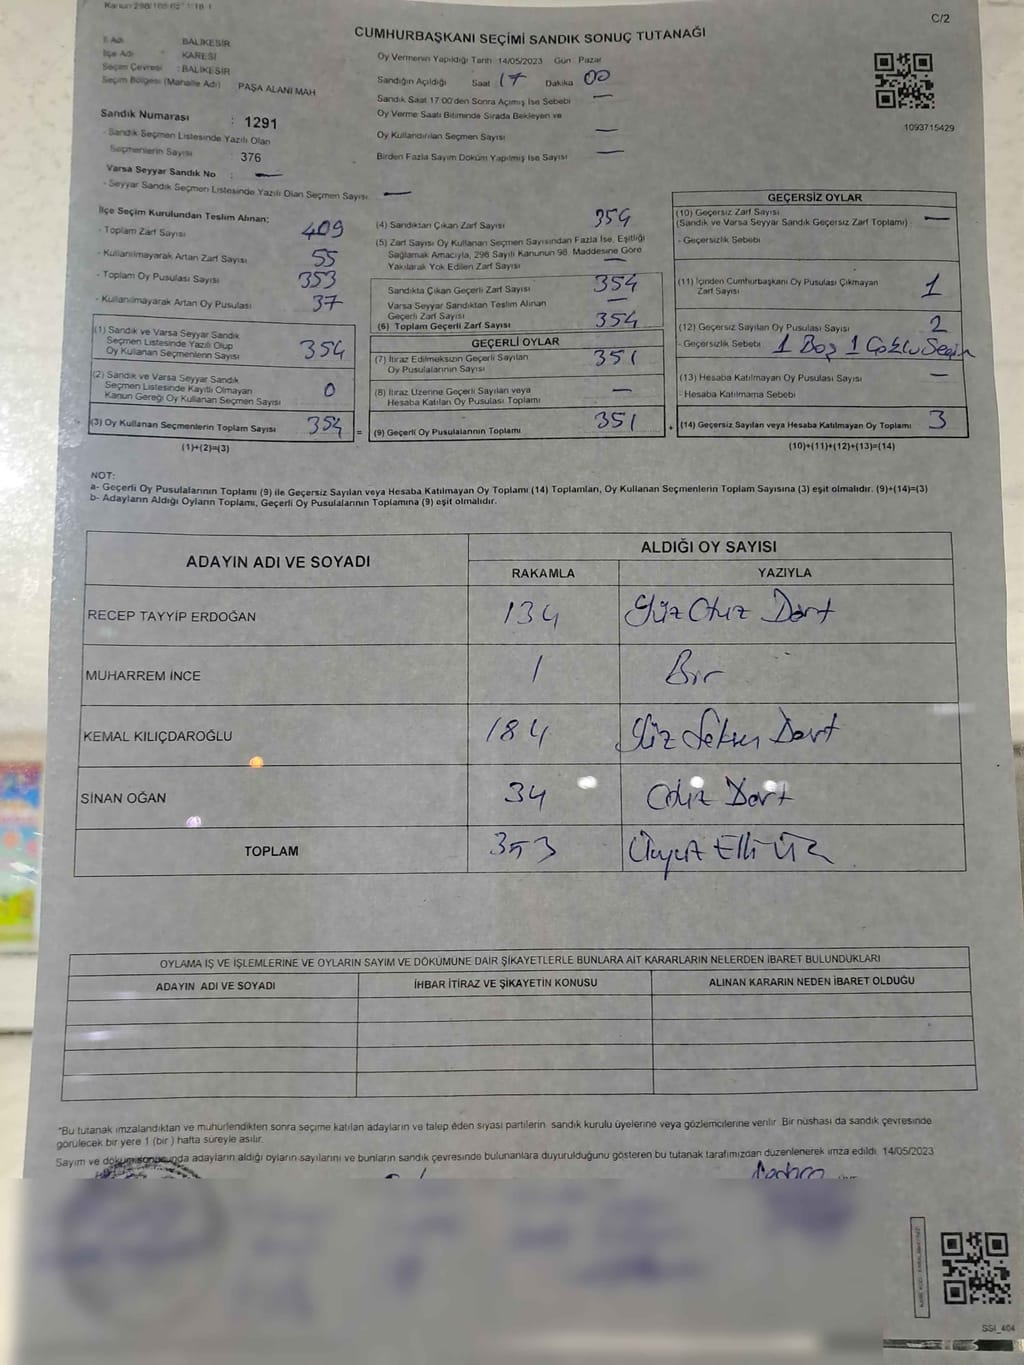 C/2
CUMHURBAŞKANI SEÇİMİ SANDIK SONUÇ TUTANAĞI
İl Adı BALIKESİR
İlçe Adı : KARESİ
Seçim Çevresi : BALIKESİR
Seçim Bölgesi (Mahalle Adı) PAŞA ALANI MAH
Sandık Numarası : 1291
- Sandık Seçmen Listesinde Yazılı Olan
Seçmenlerin Sayısı : 376
Varsa Seyyar Sandık No : —
- Seyyar Sandık Seçmen Listesinde Yazılı Olan Seçmen Sayısı —
Oy Vermenin Yapıldığı Tarih 14/05/2023 Gün Pazar
Sandığın Açıldığı Saat 17 Dakika 00
Sandık Saat 17:00'den Sonra Açılmış İse Sebebi —
Oy Verme Saati Bitiminde Sırada Bekleyen ve
Oy Kullandırılan Seçmen Sayısı —
Birden Fazla Sayım Döküm Yapılmış İse Sayısı —
1093715429
İlçe Seçim Kurulundan Teslim Alınan;
- Toplam Zarf Sayısı 409
- Kullanılmayarak Artan Zarf Sayısı 55
- Toplam Oy Pusulası Sayısı 353
- Kullanılmayarak Artan Oy Pusulası 37
(1) Sandık ve Varsa Seyyar Sandık
Seçmen Listesinde Yazılı Olup
Oy Kullanan Seçmenlerin Sayısı 354
(2) Sandık ve Varsa Seyyar Sandık
Seçmen Listesinde Kayıtlı Olmayan
Kanun Gereği Oy Kullanan Seçmen Sayısı 0
(3) Oy Kullanan Seçmenlerin Toplam Sayısı 354
(1)+(2)=(3)
(4) Sandıktan Çıkan Zarf Sayısı 354
(5) Zarf Sayısı Oy Kullanan Seçmen Sayısından Fazla İse, Eşitliği
Sağlamak Amacıyla, 298 Sayılı Kanunun 98. Maddesine Göre
Yakılarak Yok Edilen Zarf Sayısı —
Sandıkta Çıkan Geçerli Zarf Sayısı 354
Varsa Seyyar Sandıktan Teslim Alınan
Geçerli Zarf Sayısı —
(6) Toplam Geçerli Zarf Sayısı 354
GEÇERLİ OYLAR
(7) İtiraz Edilmeksizin Geçerli Sayılan
Oy Pusulasının Sayısı 351
(8) İtiraz Üzerine Geçerli Sayılan veya
Hesaba Katılan Oy Pusulası Toplamı —
= (9) Geçerli Oy Pusulalarının Toplamı 351
GEÇERSİZ OYLAR
(10) Geçersiz Zarf Sayısı
(Sandık ve Varsa Seyyar Sandık Geçersiz Zarf Toplamı) —
- Geçersizlik Sebebi
(11) İçinden Cumhurbaşkanı Oy Pusulası Çıkmayan
Zarf Sayısı 1
(12) Geçersiz Sayılan Oy Pusulası Sayısı 2
- Geçersizlik Sebebi 1 Boş 1 Çoklu Seçim
(13) Hesaba Katılmayan Oy Pusulası Sayısı —
- Hesaba Katılmama Sebebi
+ (14) Geçersiz Sayılan veya Hesaba Katılmayan Oy Toplamı 3
(10)+(11)+(12)+(13)=(14)
NOT:
a- Geçerli Oy Pusulalarının Toplamı (9) ile Geçersiz Sayılan veya Hesaba Katılmayan Oy Toplamı (14) Toplamları, Oy Kullanan Seçmenlerin Toplam Sayısına (3) eşit olmalıdır. (9)+(14)=(3)
b- Adayların Aldığı Oyların Toplamı, Geçerli Oy Pusulalarının Toplamına (9) eşit olmalıdır.
ADAYIN ADI VE SOYADI ALDIĞI OY SAYISI
RAKAMLA YAZIYLA
RECEP TAYYİP ERDOĞAN 134 Yüz Otuz Dört
MUHARREM İNCE 1 Bir
KEMAL KILIÇDAROĞLU 184 Yüz Seksen Dört
SİNAN OĞAN 34 Otuz Dört
TOPLAM 353 Üçyüz Elli Üç
OYLAMA İŞ VE İŞLEMLERİNE VE OYLARIN SAYIM VE DÖKÜMÜNE DAİR ŞİKAYETLERLE BUNLARA AİT KARARLARIN NELERDEN İBARET BULUNDUKLARI
ADAYIN ADI VE SOYADI İHBAR İTİRAZ VE ŞİKAYETİN KONUSU ALINAN KARARIN NEDEN İBARET OLDUĞU
"Bu tutanak imzalandıktan ve mühürlendikten sonra seçime katılan adayların ve talep eden siyasi partilerin sandık kurulu üyelerine veya gözlemcilerine verilir. Bir nüshası da sandık çevresinde
görülecek bir yere 1 (bir) hafta süreyle asılır.
Sayım ve döküm sonucunda adayların aldığı oyların sayılarını ve bunların sandık çevresinde bulunanlara duyurulduğunu gösteren bu tutanak tarafımızdan düzenlenerek imza edildi. 14/05/2023
SSI_404